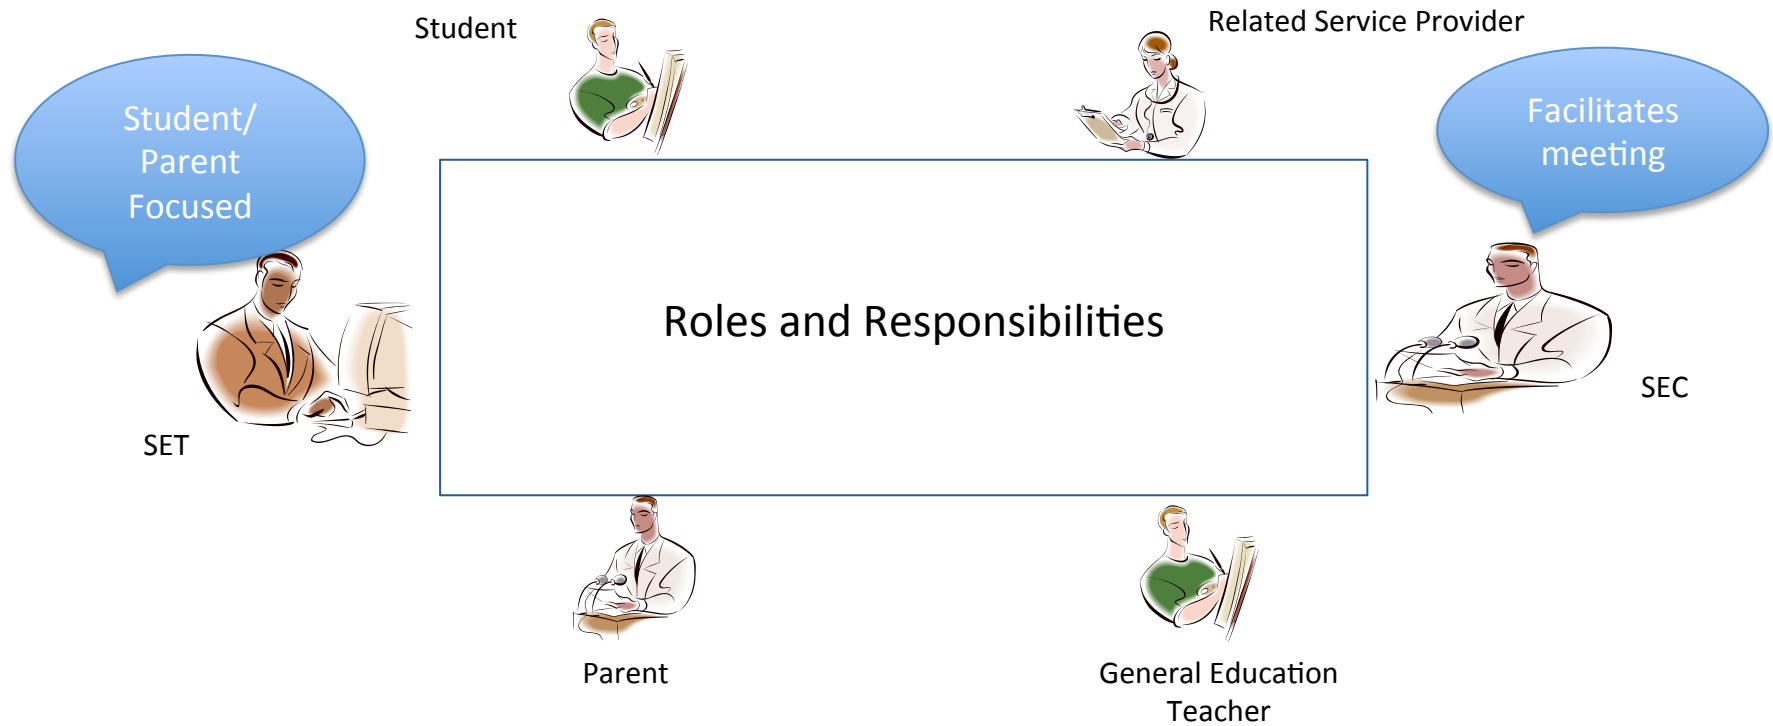 Student
Related Service Provider
Student/
Parent
Focused
Facilitates
meeting
Roles and Responsibilities
SET
SEC
Parent
General Education
Teacher